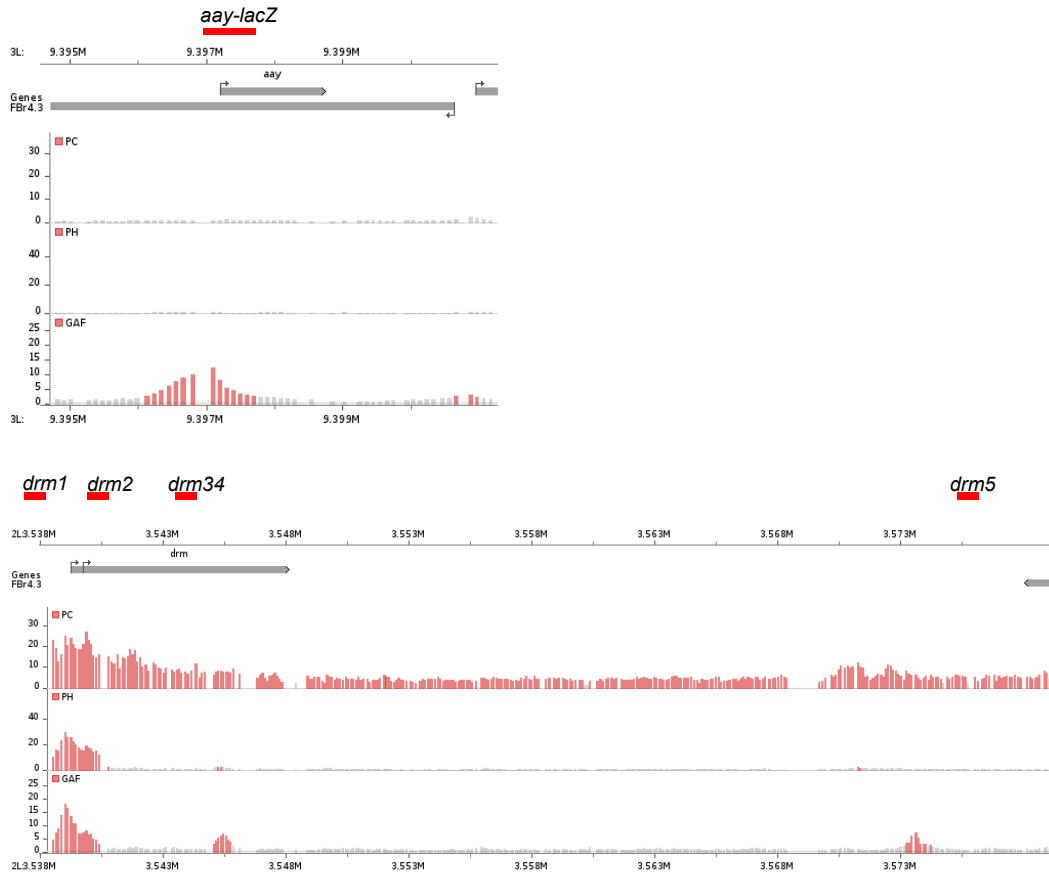 aay-lacZ
3L: 9.395M 9.397M 9.399M
aay
Genes
FBr4.3
PC
30
20
10
0
PH
40
20
0
GAF
25
20
15
10
5
0
3L: 9.395M 9.397M 9.399M
drm1 drm2 drm34 drm5
2L:3.538M 3.543M 3.548M 3.553M 3.558M 3.563M 3.568M 3.573M
drm
Genes
FBr4.3
PC
30
20
10
0
PH
40
20
0
GAF
25
20
15
10
5
0
2L:3.538M 3.543M 3.548M 3.553M 3.558M 3.563M 3.568M 3.573M